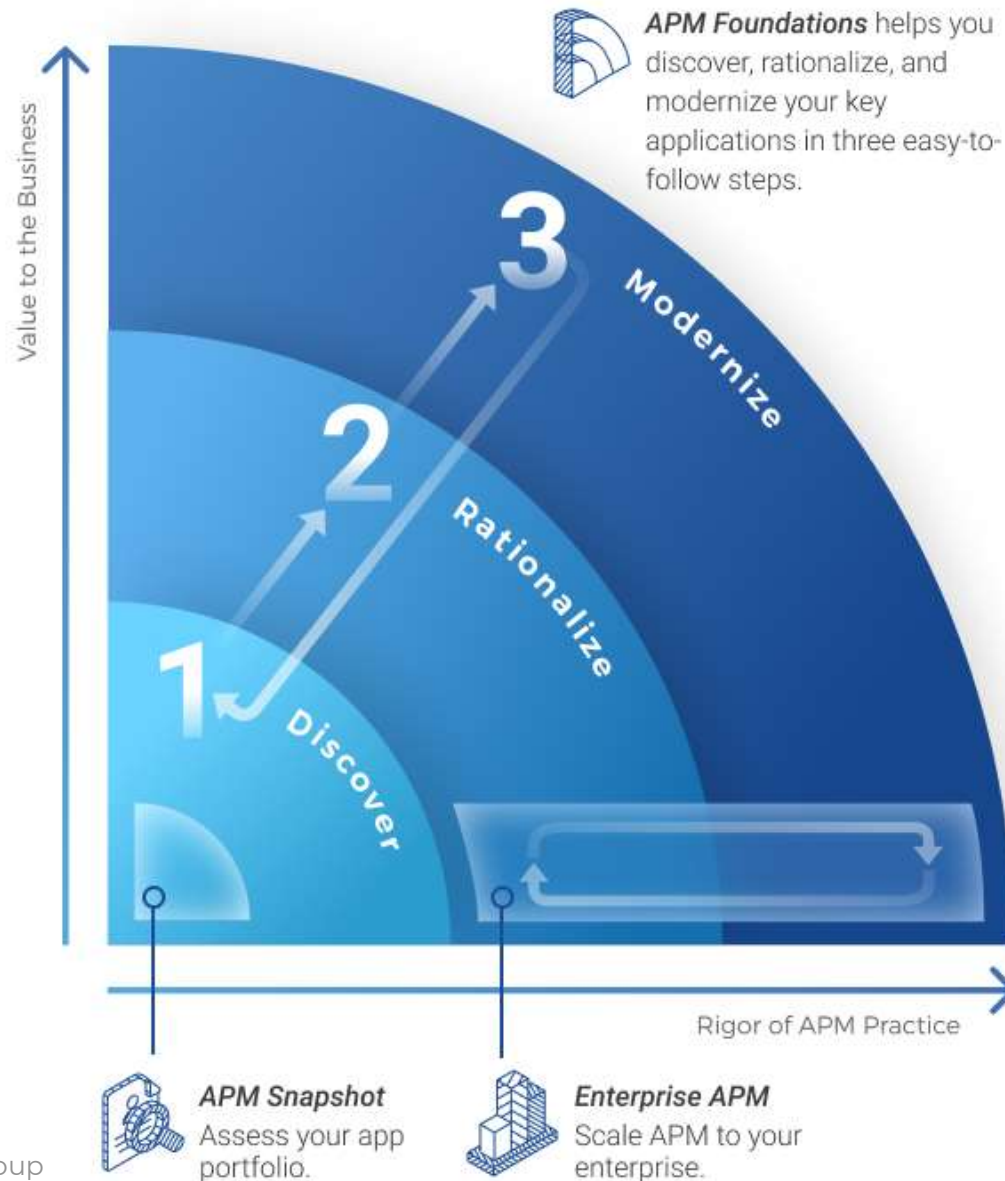 APM Foundations helps you
discover, rationalize, and
modernize your key
applications in three easy-to-
follow steps.
Value to the Business
3
Modernize
2
Rationalize
1
Discover
Rigor of APM Practice
APM Snapshot
Assess your app
portfolio.
Enterprise APM
Scale APM to your
enterprise.